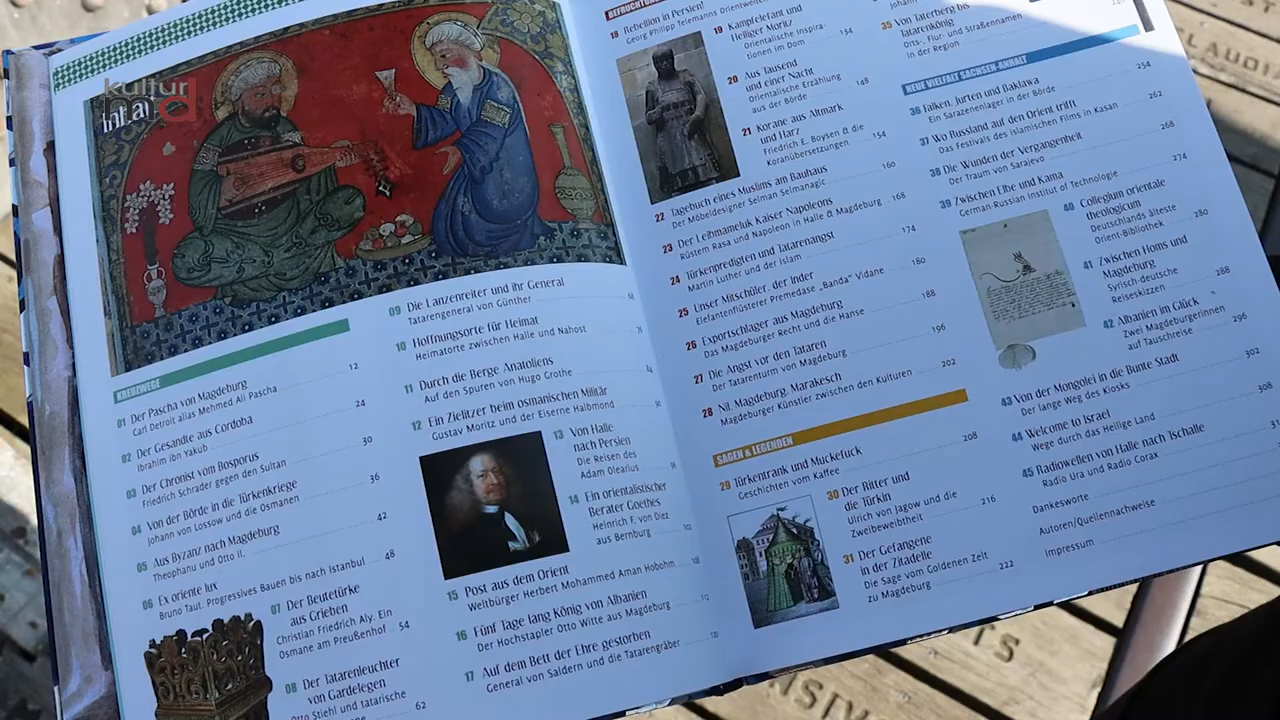 kultur
md
KREUZWEGE
01 Der Pascha von Magdeburg
Carl Detroit alias Mehmed Ali Pascha 12
02 Der Gesandte aus Cordoba
Ibrahim ibn Yakub 24
03 Der Chronist vom Bosporus
Friedrich Schrader gegen den Sultan 30
04 Von der Börde in die Türkenkriege
Johann von Lossow und die Osmanen 36
05 Aus Byzanz nach Magdeburg
Theophanu und Otto II. 42
06 Ex oriente lux
Bruno Taut: Progressives Bauen bis nach Istanbul 48
07 Der Beutetürke
aus Grieben
Christian Friedrich Aly. Ein
Osmane am Preußenhof 54
08 Der Tatarenleuchter
von Gardelegen
Otto Stiehl und tatarische
62
09 Die Lanzenreiter und ihr General
Tatarengeneral von Günther 68
10 Hoffnungsorte für Heimat
Heimatorte zwischen Halle und Nahost
11 Durch die Berge Anatoliens
Auf den Spuren von Hugo Grothe
12 Ein Zielitzer beim osmanischen Militär
Gustav Moritz und der Eiserne Halbmond
13 Von Halle
nach Persien
Die Reisen des
Adam Olearius
14 Ein orientalistischer
Berater Goethes
Heinrich F. von Diez
aus Bernburg
15 Post aus dem Orient
Weltbürger Herbert Mohammed Aman Hobohm
16 Fünf Tage lang König von Albanien
Der Hochstapler Otto Witte aus Magdeburg
17 Auf dem Bett der Ehre gestorben
General von Saldern und die Tatarengräber
18 Rebellion in Persien!
Georg Philipp Telemanns Orientwelten
19 Kampfelefant und
Heiliger Moritz
Orientalische Inspira-
tionen im Dom 134
20 Aus Tausend
und einer Nacht
Orientalische Erzählung
aus der Börde 148
21 Korane aus Altmark
und Harz
Friedrich E. Boysen & die
Koranübersetzungen 154
22 Tagebuch eines Muslims am Bauhaus
Der Möbeldesigner Selman Selmanagic 160
23 Der Leibmameluk Kaiser Napoleons
Rüstem Rasa und Napoleon in Halle & Magdeburg 168
24 Türkenpredigten und Tatarenangst
Martin Luther und der Islam 174
25 Unser Mitschüler, der Inder
Elefantenflüsterer Premedase „Banda“ Vidane 180
26 Exportschlager aus Magdeburg
Das Magdeburger Recht und die Hanse 188
27 Die Angst vor den Tataren
Der Tatarenturm von Magdeburg 196
28 Nil, Magdeburg, Marakesch
Magdeburger Künstler zwischen den Kulturen 202
SAGEN & LEGENDEN
29 Türkentrank und Muckefuck
Geschichten vom Kaffee 208
30 Der Ritter und
die Türkin
Ulrich von Jagow und die
Zweibeweibtheit 216
31 Der Gefangene
in der Zitadelle
Die Sage vom Goldenen Zelt
zu Magdeburg 222
35 Von Taterberg bis
Tatarenkönig
Orts-, Flur- und Straßennamen
in der Region
NEUE VIELFALT SACHSEN-ANHALT
36 Falken, Jurten und Baklawa
Ein Sarazenenlager in der Börde 254
37 Wo Russland auf den Orient trifft
Das Festivals des islamischen Films in Kasan 262
38 Die Wunden der Vergangenheit
Der Traum von Sarajevo 268
39 Zwischen Elbe und Kama
German-Russian Institut of Technologie 274
40 Collegium orientale
theologicum
Deutschlands älteste
Orient-Bibliothek 280
41 Zwischen Homs und
Magdeburg
Syrisch-deutsche
Reiseskizzen 288
42 Albanien im Glück
Zwei Magdeburgerinnen
auf Tauschreise 296
43 Von der Mongolei in die Bunte Stadt
Der lange Weg des Kiosks 302
44 Welcome to Israel
Wege durch das Heilige Land 308
45 Radiowellen von Halle nach Tschalle
Radio Ura und Radio Corax
Dankesworte
Autoren/Quellennachweise
Impressum